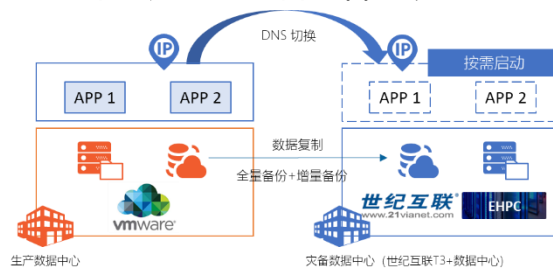 DNS 切换
IP
IP
按需启动
APP 1
APP 2
APP 1
APP 2
数据复制
全量备份+增量备份
vmware®
世纪互联®
www.21vianet.com
EHPC
生产数据中心
灾备数据中心 (世纪互联T3+数据中心)